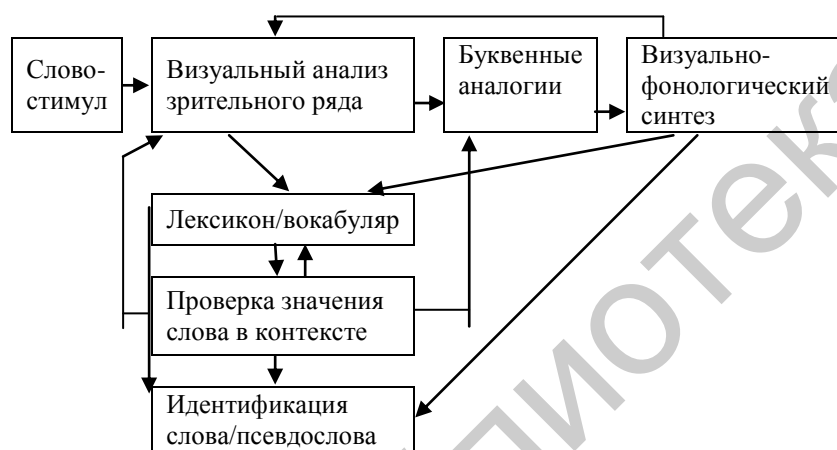 Слово-
стимул
Визуальный анализ
зрительного ряда
Буквенные
аналогии
Визуально-
фонологический
синтез
Лексикон/вокабуляр
Проверка значения
слова в контексте
Идентификация
слова/псевдослова